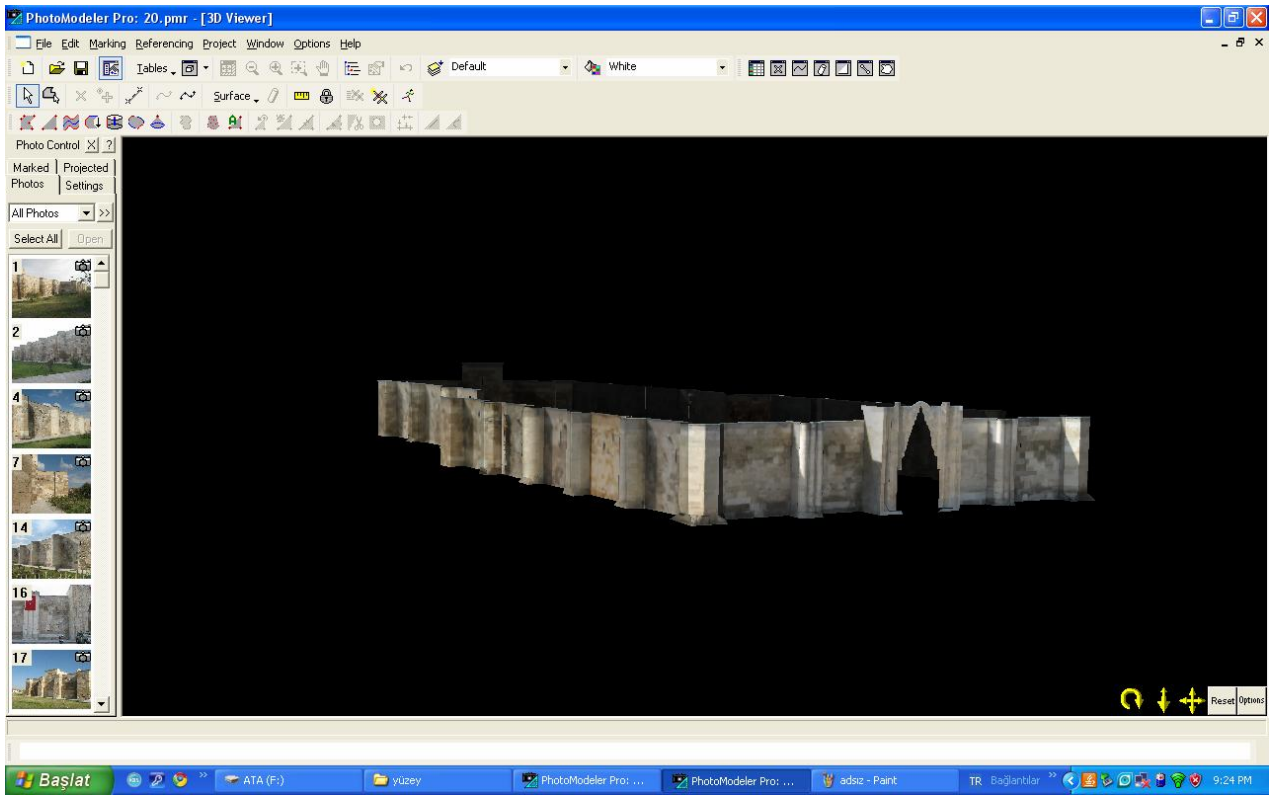 PhotoModeler Pro: 20.pmr - [3D Viewer]
File Edit Marking Referencing Project Window Options Help
Tables Default White
Surface
Photo Control X ?
Marked Projected
Photos Settings
All Photos >>
Select All Open
1
2
4
7
14
16
17
Reset Options
Başlat ATA (F:) yüzey PhotoModeler Pro: ... PhotoModeler Pro: ... adsız - Paint TR Bağlantılar 9:24 PM